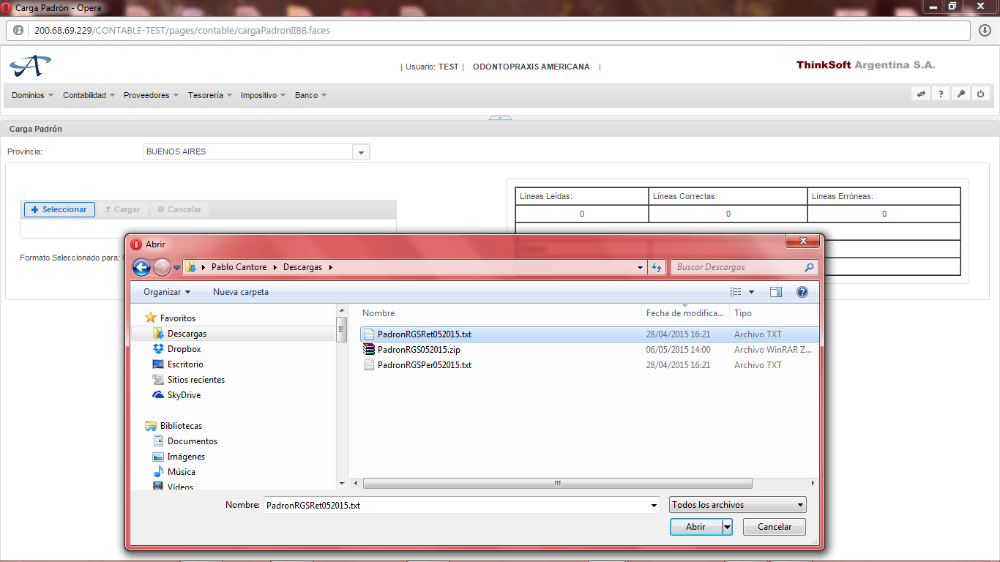 Carga Padrón - Opera
200.68.69.229/CONTABLE-TEST/pages/contable/cargaPadronIIBB.faces
| Usuario: TEST | ODONTOPRAXIS AMERICANA |
ThinkSoft Argentina S.A.
Dominios Contabilidad Proveedores Tesorería Impositivo Banco
Carga Padrón
Provincia: BUENOS AIRES
Seleccionar Cargar Cancelar
Líneas Leídas: Líneas Correctas: Líneas Erróneas:
0 0 0
Formato Seleccionado para:
Abrir
Pablo Cantore Descargas
Buscar Descargas
Organizar Nueva carpeta
Favoritos
Descargas
Dropbox
Escritorio
Sitios recientes
SkyDrive
Bibliotecas
Documentos
Imágenes
Música
Vídeos
Nombre Fecha de modifica... Tipo
PadronRGSRet052015.txt 28/04/2015 16:21 Archivo TXT
PadronRGS052015.zip 06/05/2015 14:00 Archivo WinRAR Z...
PadronRGSPer052015.txt 28/04/2015 16:21 Archivo TXT
Nombre: PadronRGSRet052015.txt Todos los archivos
Abrir Cancelar